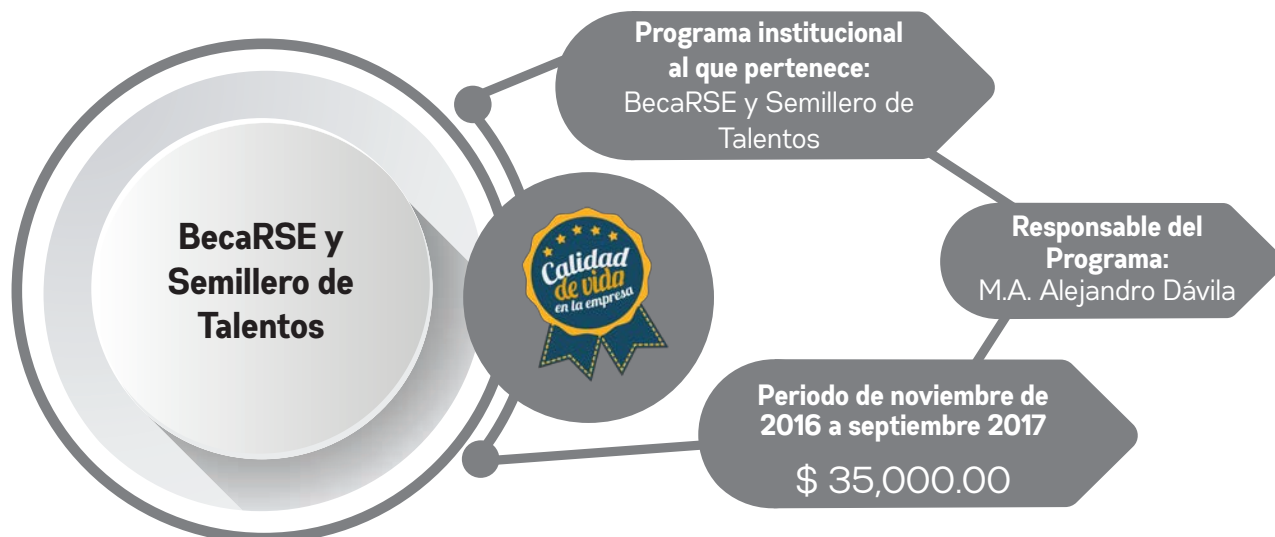 BecaRSE y
Semillero de
Talentos
Calidad
de vida
en la empresa
Programa institucional
al que pertenece:
BecaRSE y Semillero de
Talentos
Responsable del
Programa:
M.A. Alejandro Dávila
Periodo de noviembre de
2016 a septiembre 2017
$ 35,000.00